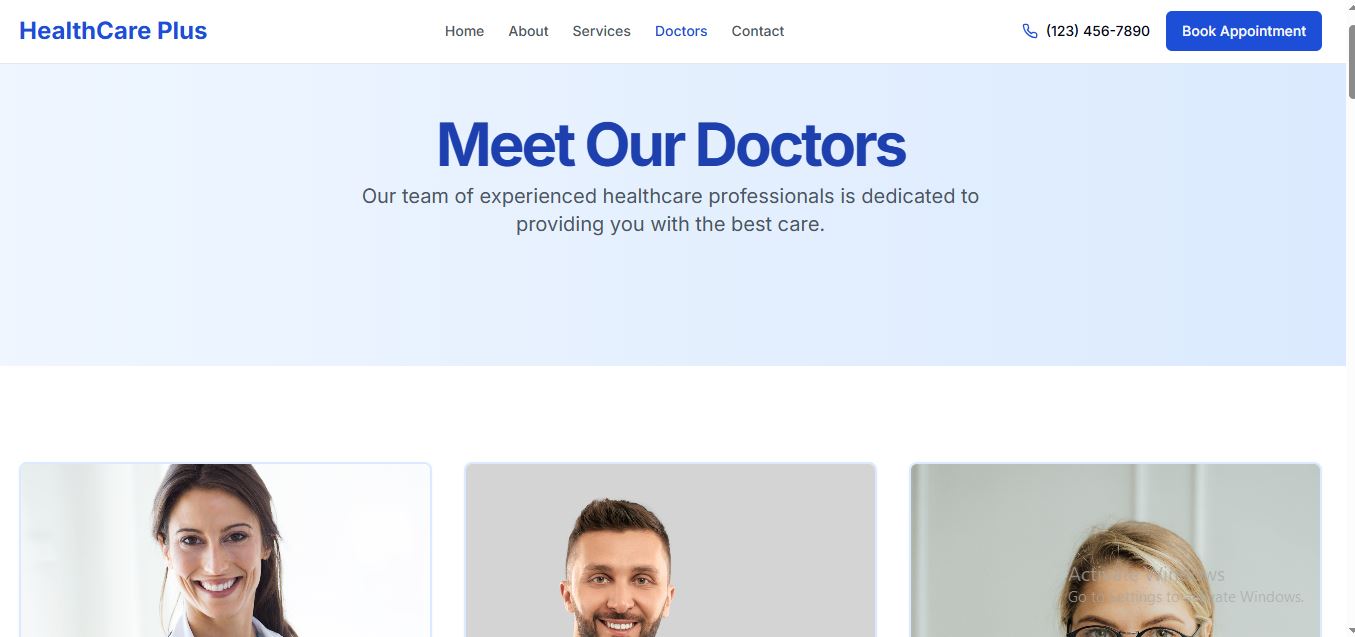 HealthCare Plus
Home About Services Doctors Contact
(123) 456-7890
Book Appointment
Meet Our Doctors
Our team of experienced healthcare professionals is dedicated to
providing you with the best care.
Activate Windows
Go to Settings to activate Windows.